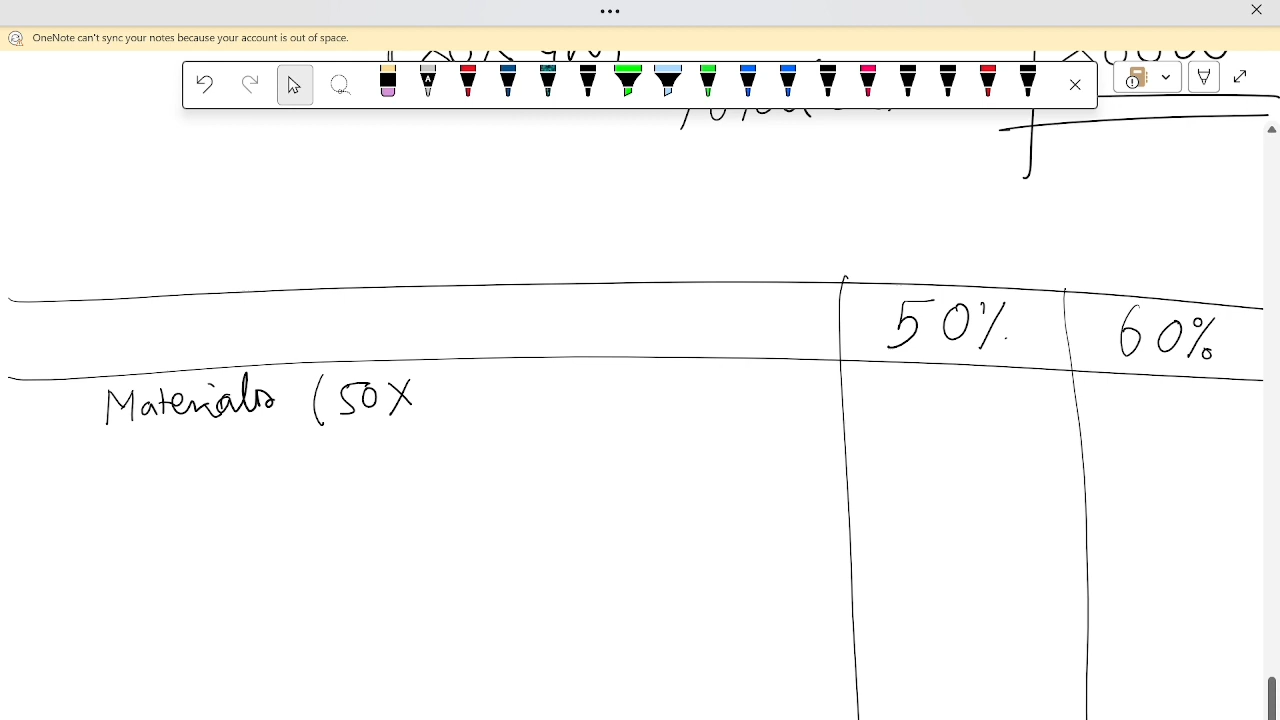 OneNote can't sync your notes because your account is out of space.
50% 60%
Materials (50X